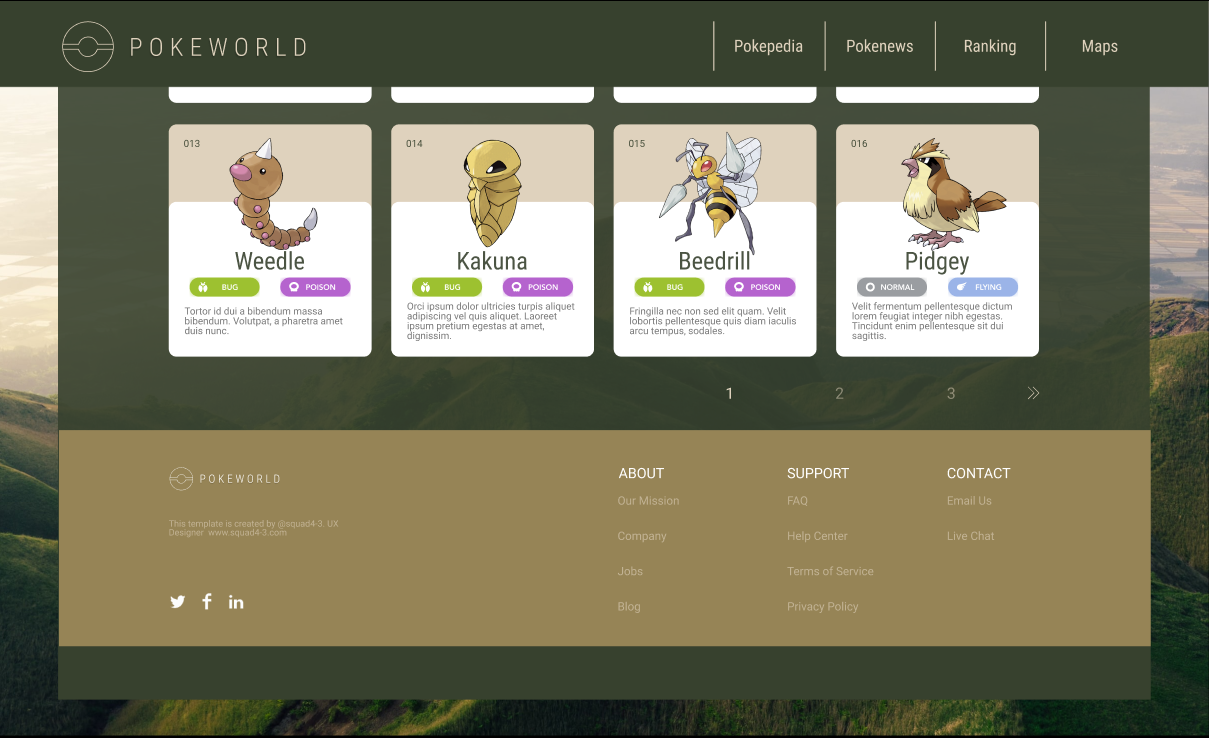 POKEWORLD
Pokepedia
Pokenews
Ranking
Maps
013
014
015
016
Weedle
Kakuna
Beedrill
Pidgey
BUG
POISON
BUG
POISON
BUG
POISON
NORMAL
FLYING
Tortor id dui a bibendum massa
bibendum. Volutpat, a pharetra amet
duis nunc.
Orci ipsum dolor ultricies turpis aliquet
adipiscing vel quis aliquet. Laoreet
ipsum pretium egestas at amet,
dignissim.
Fringilla nec non sed elit quam. Velit
lobortis pellentesque quis diam iaculis
arcu tempus, sodales.
Velit fermentum pellentesque dictum
lorem feugiat integer nibh egestas.
Tincidunt enim pellentesque sit dui
sagittis.
1
2
3
POKEWORLD
This template is created by @squad4-3. UX
Designer www.squad4-3.com
ABOUT
Our Mission
Company
Jobs
Blog
SUPPORT
FAQ
Help Center
Terms of Service
Privacy Policy
CONTACT
Email Us
Live Chat